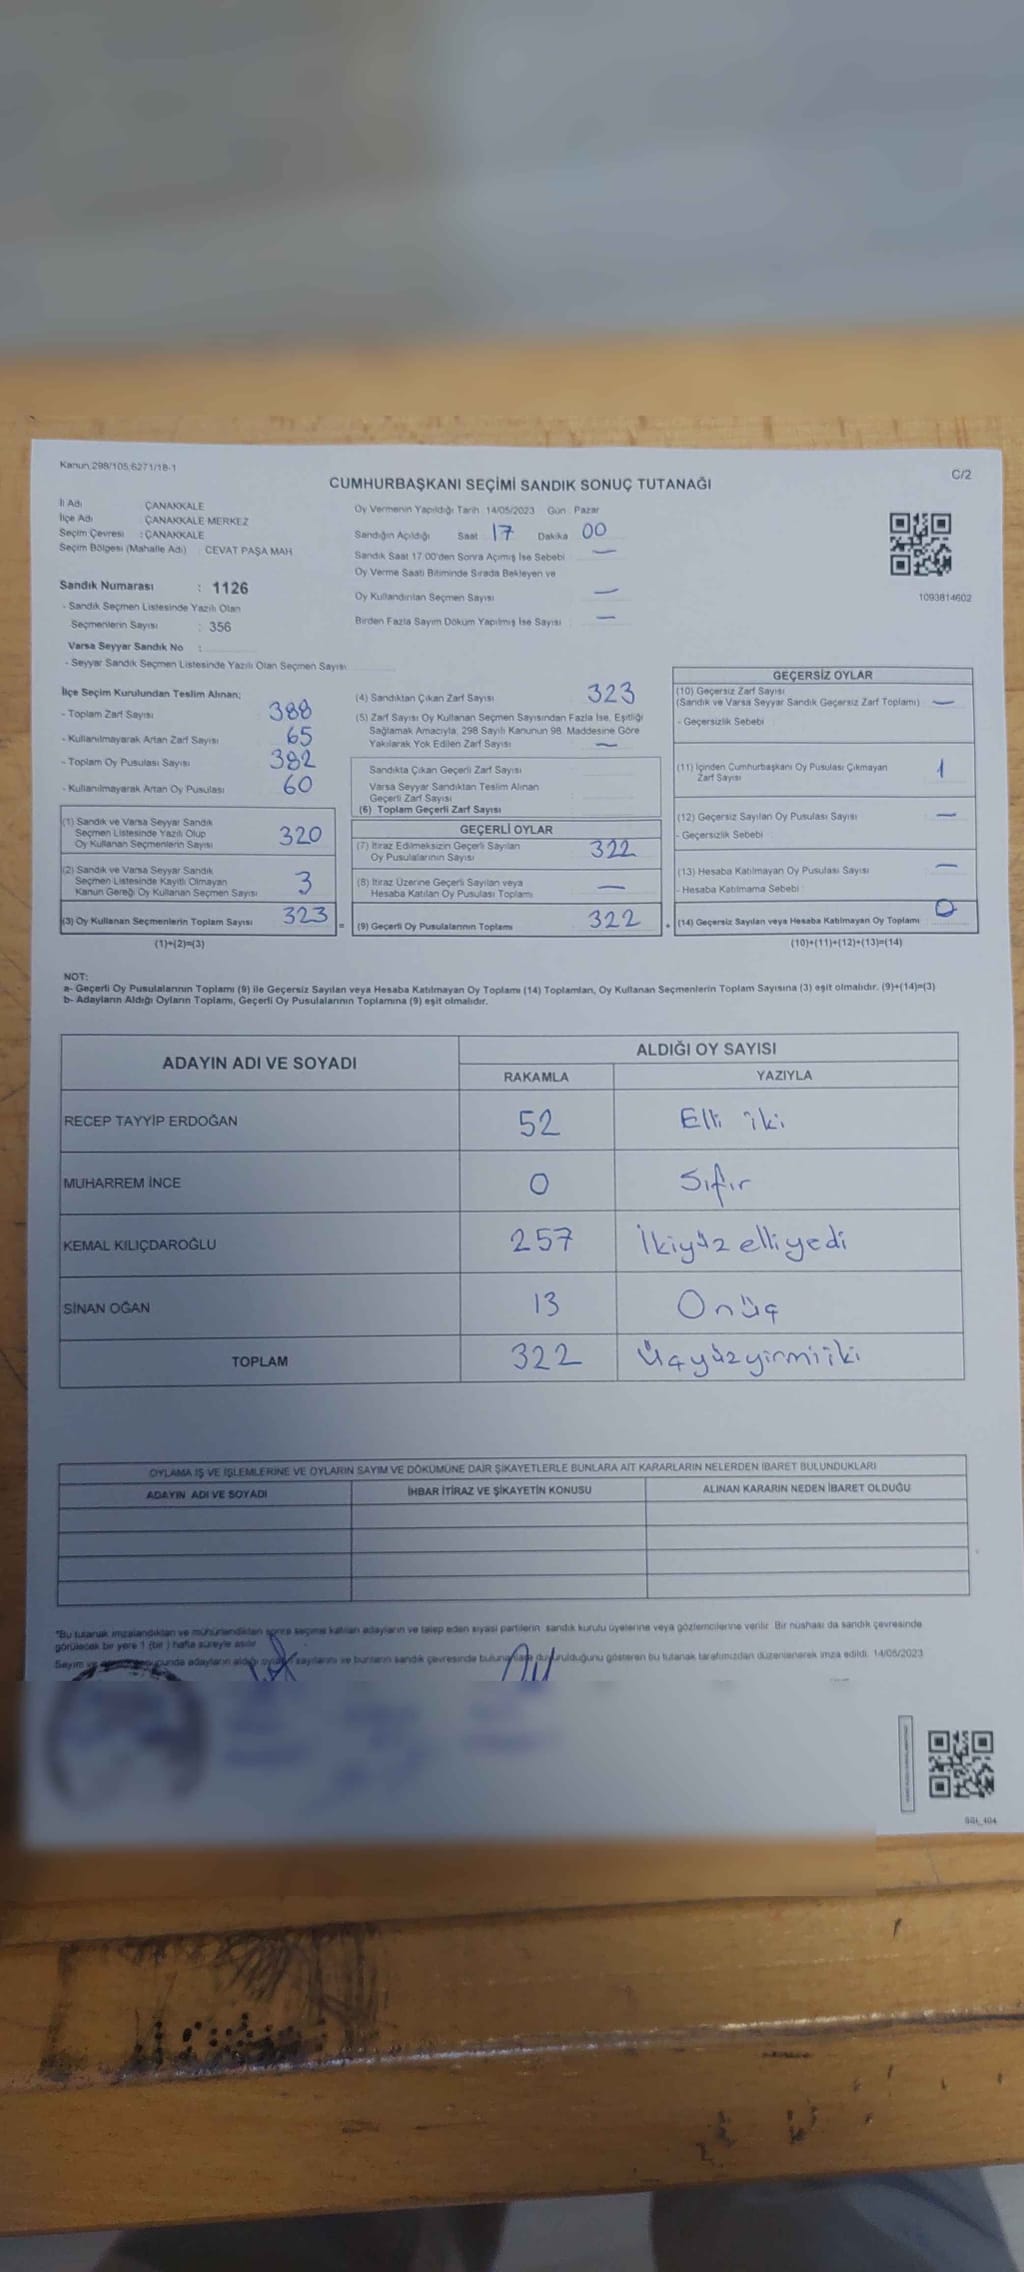 Kanun:298/105,6271/18-1
C/2
CUMHURBAŞKANI SEÇİMİ SANDIK SONUÇ TUTANAĞI
İl Adı ÇANAKKALE
İlçe Adı ÇANAKKALE MERKEZ
Seçim Çevresi : ÇANAKKALE
Seçim Bölgesi (Mahalle Adı) CEVAT PAŞA MAH
Oy Vermenin Yapıldığı Tarih 14/05/2023 Gün : Pazar
Sandığın Açıldığı Saat 17 Dakika 00
Sandık Saat 17.00'den Sonra Açımış İse Sebebi —
Oy Verme Saati Bitiminde Sırada Bekleyen ve
Oy Kullandırılan Seçmen Sayısı —
Birden Fazla Sayım Döküm Yapılmış İse Sayısı —
1093814602
Sandık Numarası : 1126
- Sandık Seçmen Listesinde Yazılı Olan
Seçmenlerin Sayısı : 356
Varsa Seyyar Sandık No :
- Seyyar Sandık Seçmen Listesinde Yazılı Olan Seçmen Sayısı
İlçe Seçim Kurulundan Teslim Alınan;
- Toplam Zarf Sayısı 388
- Kullanılmayarak Artan Zarf Sayısı 65
- Toplam Oy Pusulası Sayısı 382
- Kullanılmayarak Artan Oy Pusulası 60
(1) Sandık ve Varsa Seyyar Sandık
Seçmen Listesinde Yazılı Olup
Oy Kullanan Seçmenlerin Sayısı 320
(2) Sandık ve Varsa Seyyar Sandık
Seçmen Listesinde Kayıtlı Olmayan
Kanun Gereği Oy Kullanan Seçmen Sayısı 3
(3) Oy Kullanan Seçmenlerin Toplam Sayısı 323 =
(1)+(2)=(3)
(4) Sandıktan Çıkan Zarf Sayısı 323
(5) Zarf Sayısı Oy Kullanan Seçmen Sayısından Fazla İse, Eşitliği
Sağlamak Amacıyla, 298 Sayılı Kanunun 98. Maddesine Göre
Yakılarak Yok Edilen Zarf Sayısı —
Sandıkta Çıkan Geçerli Zarf Sayısı
Varsa Seyyar Sandıktan Teslim Alınan
Geçerli Zarf Sayısı
(6) Toplam Geçerli Zarf Sayısı
GEÇERLİ OYLAR
(7) İtiraz Edilmeksizin Geçerli Sayılan
Oy Pusulalarının Sayısı 322
(8) İtiraz Üzerine Geçerli Sayılan veya
Hesaba Katılan Oy Pusulası Toplamı —
(9) Geçerli Oy Pusulalarının Toplamı 322 +
GEÇERSİZ OYLAR
(10) Geçersiz Zarf Sayısı
(Sandık ve Varsa Seyyar Sandık Geçersiz Zarf Toplamı) —
- Geçersizlik Sebebi
(11) İçinden Cumhurbaşkanı Oy Pusulası Çıkmayan
Zarf Sayısı 1
(12) Geçersiz Sayılan Oy Pusulası Sayısı —
- Geçersizlik Sebebi
(13) Hesaba Katılmayan Oy Pusulası Sayısı —
- Hesaba Katılmama Sebebi
(14) Geçersiz Sayılan veya Hesaba Katılmayan Oy Toplamı 0
(10)+(11)+(12)+(13)=(14)
NOT:
a- Geçerli Oy Pusulalarının Toplamı (9) ile Geçersiz Sayılan veya Hesaba Katılmayan Oy Toplamı (14) Toplamları, Oy Kullanan Seçmenlerin Toplam Sayısına (3) eşit olmalıdır. (9)+(14)=(3)
b- Adayların Aldığı Oyların Toplamı, Geçerli Oy Pusulalarının Toplamına (9) eşit olmalıdır.
ADAYIN ADI VE SOYADI
ALDIĞI OY SAYISI
RAKAMLA YAZIYLA
RECEP TAYYİP ERDOĞAN 52 Elli iki
MUHARREM İNCE 0 Sıfır
KEMAL KILIÇDAROĞLU 257 İkiyüzelliyedi
SİNAN OĞAN 13 Onüç
TOPLAM 322 Üçyüzyirmiiki
OYLAMA İŞ VE İŞLEMLERİNE VE OYLARIN SAYIM VE DÖKÜMÜNE DAİR ŞİKAYETLERLE BUNLARA AİT KARARLARIN NELERDEN İBARET BULUNDUKLARI
ADAYIN ADI VE SOYADI İHBAR İTİRAZ VE ŞİKAYETİN KONUSU ALINAN KARARIN NEDEN İBARET OLDUĞU
*Bu tutanak imzalandıktan ve mühürlendikten sonra seçime katılan adayların ve talep eden siyasi partilerin sandık kurulu üyelerine veya gözlemcilerine verilir. Bir nüshası da sandık çevresinde
görülecek bir yere 1 (bir) hafta süreyle asılır.
Sayım ve adayların aldığı oyların sayılarını ve bunların sandık çevresinde duyurulduğunu gösteren bu tutanak tarafımızdan düzenlenerek imza edildi. 14/05/2023